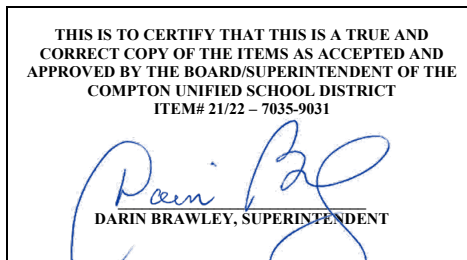 THIS IS TO CERTIFY THAT THIS IS A TRUE AND
CORRECT COPY OF THE ITEMS AS ACCEPTED AND
APPROVED BY THE BOARD/SUPERINTENDENT OF THE
COMPTON UNIFIED SCHOOL DISTRICT
ITEM# 21/22 – 7035-9031
DARIN BRAWLEY, SUPERINTENDENT